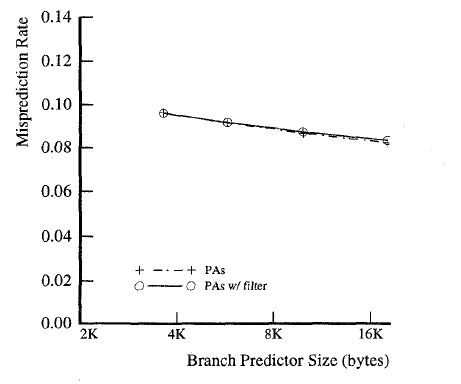 Misprediction Rate
0.14
0.12
0.10
0.08
0.06
0.04
0.02
0.00
PAs
PAs w/ filter
2K 4K 8K 16K
Branch Predictor Size (bytes)